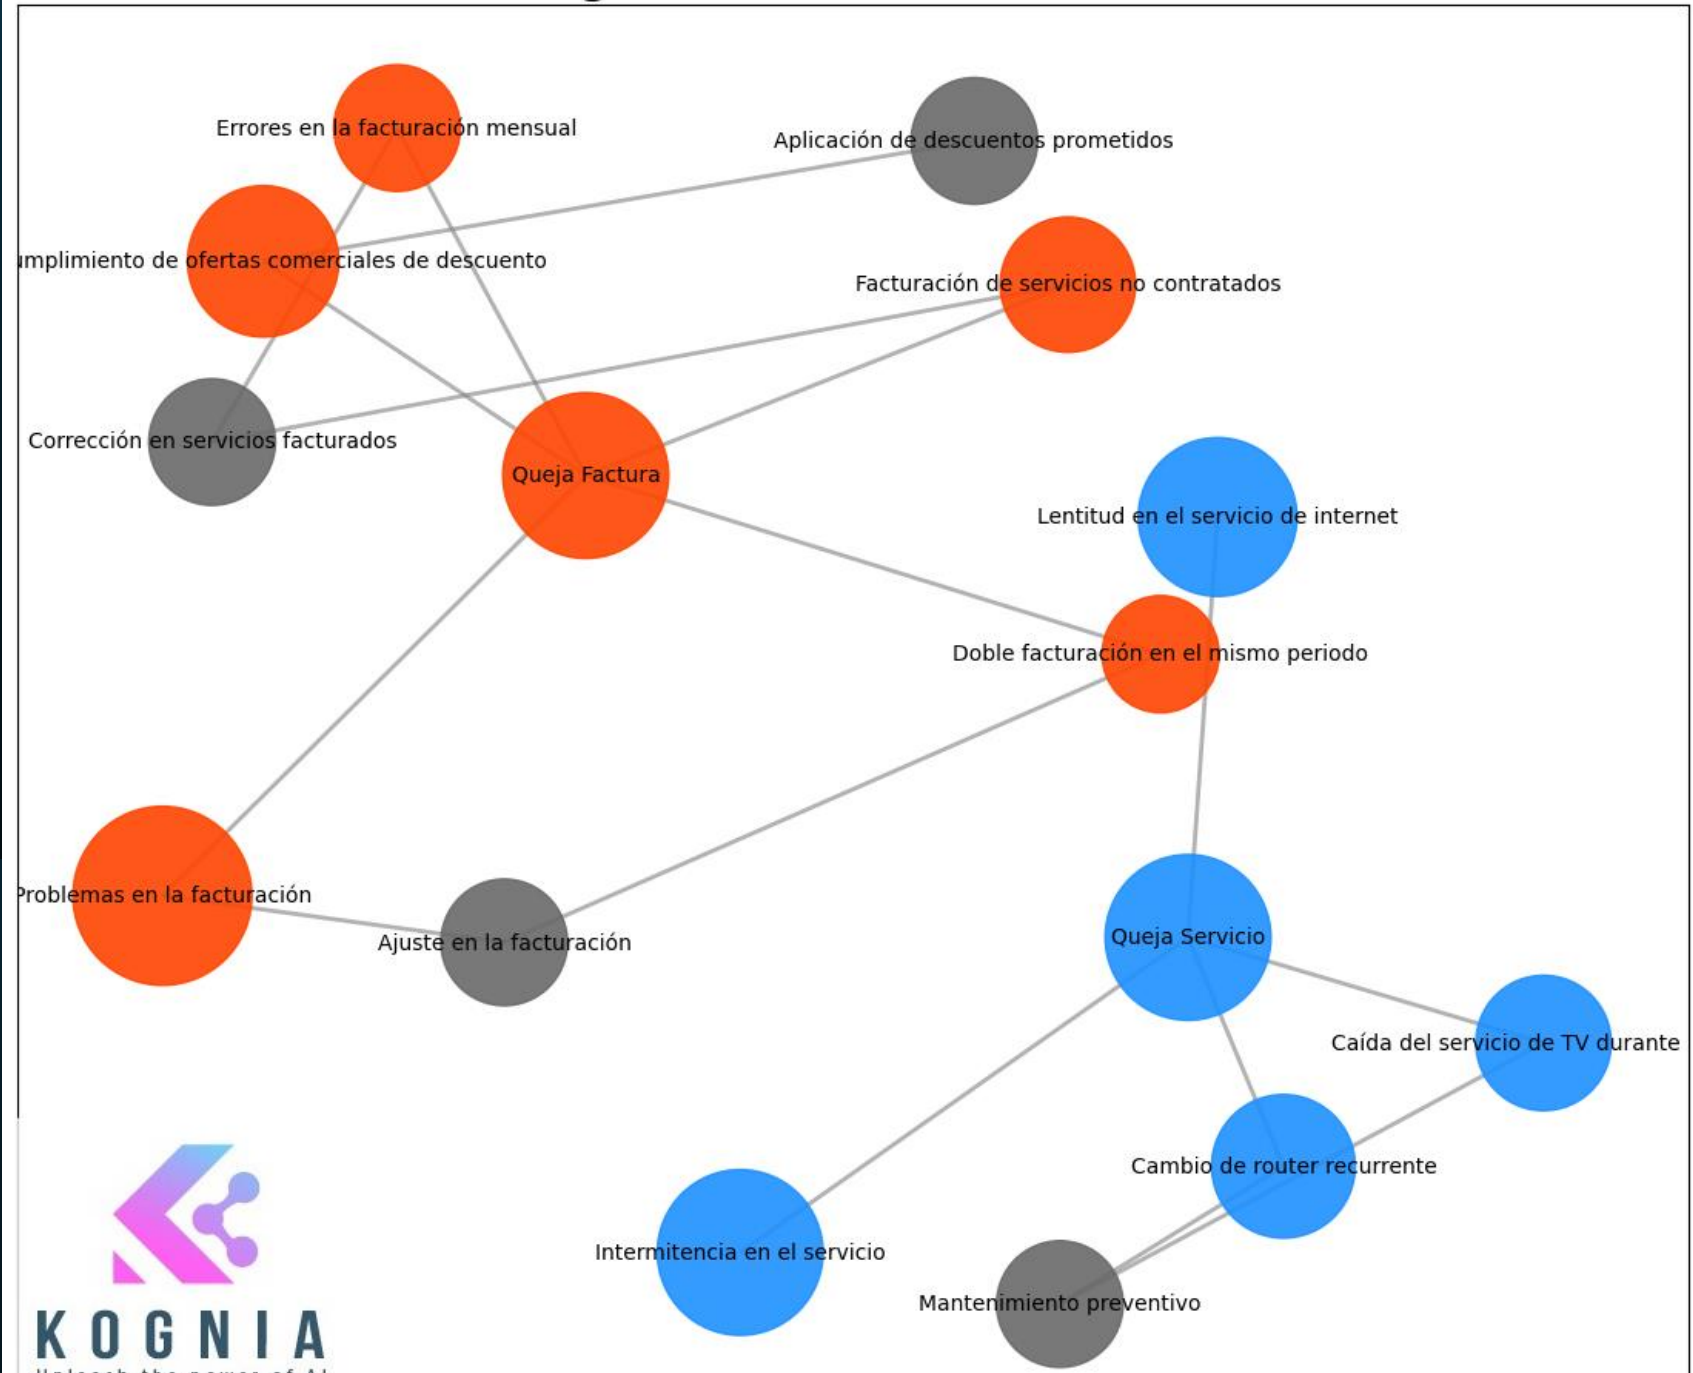 Errores en la facturación mensual
Aplicación de descuentos prometidos
de ofertas comerciales de descuento
Facturación de servicios no contratados
Corrección en servicios facturados
Queja Factura
Lentitud en el servicio de internet
Doble facturación en el mismo periodo
Problemas en la facturación
Ajuste en la facturación
Queja Servicio
Caída del servicio de TV durante
Cambio de router recurrente
Intermitencia en el servicio
Mantenimiento preventivo
KOGNIA